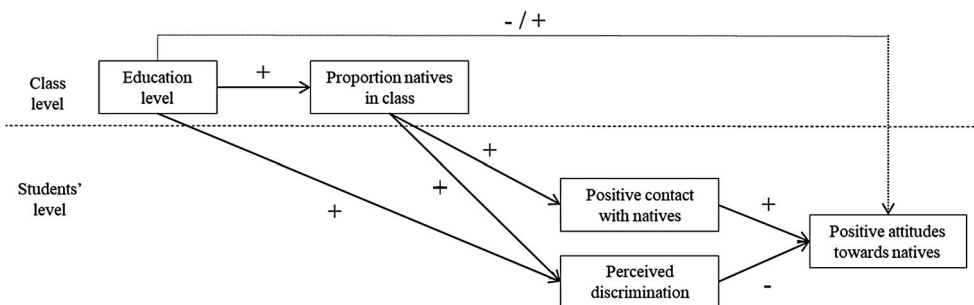 - / +
Class
level
Education
level
+
Proportion natives
in class
+
+
Students'
level
+
Positive contact
with natives
+
Positive attitudes
towards natives
Perceived
discrimination
-